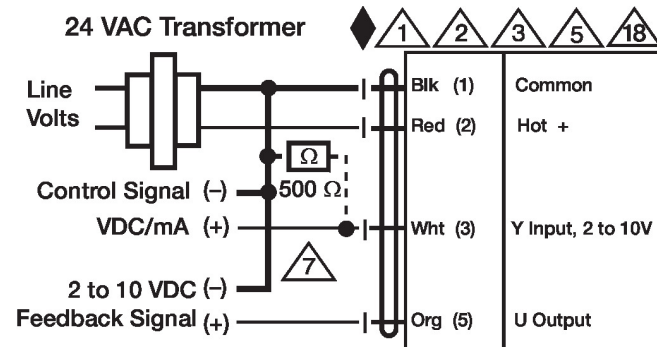 24 VAC Transformer
1 2 3 5 18
Line
Volts
Blk (1) Common
Red (2) Hot +
Ω
500 Ω
Control Signal (–)
VDC/mA (+)
Wht (3) Y Input, 2 to 10V
7
2 to 10 VDC (–)
Feedback Signal (+)
Org (5) U Output